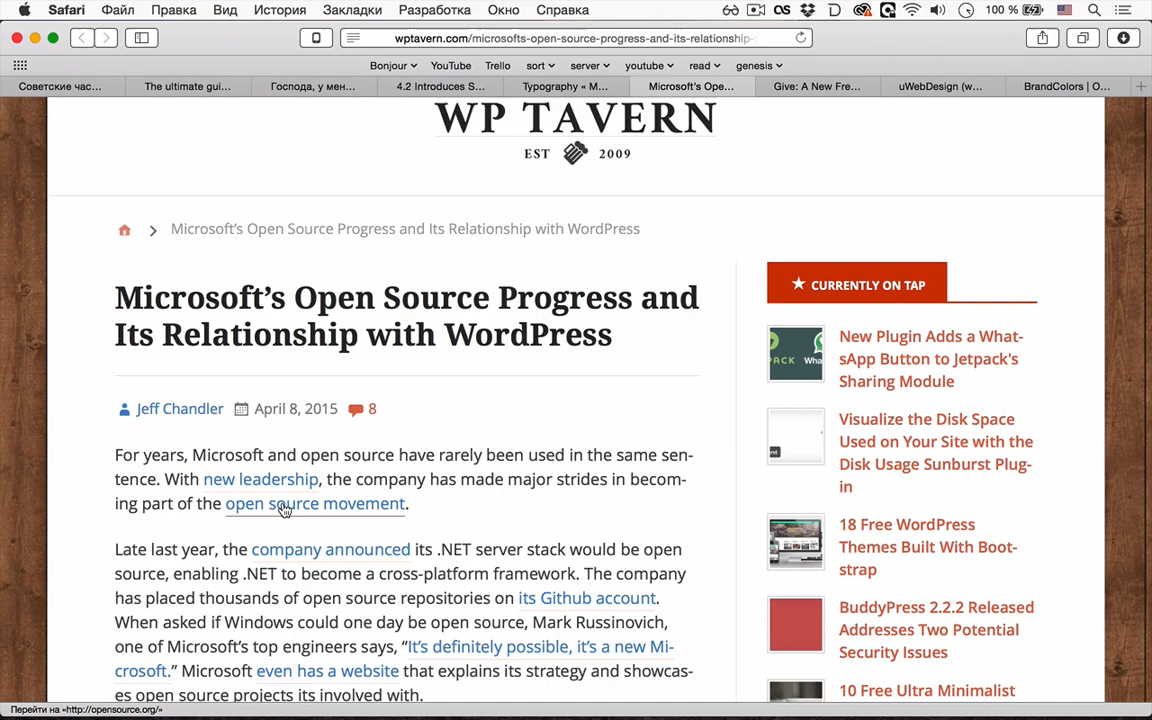 Safari Файл Правка Вид История Закладки Разработка Окно Справка 100 %
wptavern.com/microsofts-open-source-progress-and-its-relationship-
Bonjour YouTube Trello sort server youtube read genesis
Советские час... The ultimate gui... Господа, у мен... 4.2 Introduces S... Typography « M... Microsoft's Ope... Give: A New Fre... uWebDesign (w... BrandColors | O...
WP TAVERN
EST 2009
Microsoft's Open Source Progress and Its Relationship with WordPress
Microsoft's Open Source Progress and
Its Relationship with WordPress
Jeff Chandler April 8, 2015 8
For years, Microsoft and open source have rarely been used in the same sen-
tence. With new leadership, the company has made major strides in becom-
ing part of the open source movement.
Late last year, the company announced its .NET server stack would be open
source, enabling .NET to become a cross-platform framework. The company
has placed thousands of open source repositories on its Github account.
When asked if Windows could one day be open source, Mark Russinovich,
one of Microsoft's top engineers says, “It's definitely possible, it's a new Mi-
crosoft.” Microsoft even has a website that explains its strategy and showcas-
es open source projects its involved with.
★ CURRENTLY ON TAP
New Plugin Adds a What-
sApp Button to Jetpack's
Sharing Module
Visualize the Disk Space
Used on Your Site with the
Disk Usage Sunburst Plug-
in
18 Free WordPress
Themes Built With Boot-
strap
BuddyPress 2.2.2 Released
Addresses Two Potential
Security Issues
10 Free Ultra Minimalist
Перейти на «http://opensource.org/»